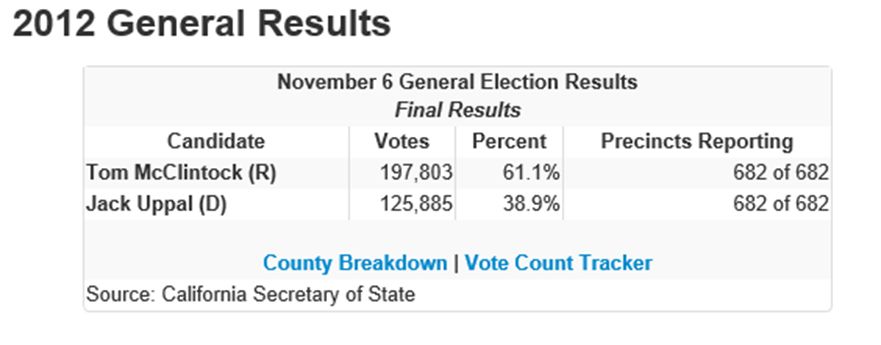 2012 General Results
November 6 General Election Results
Final Results
Candidate Votes Percent Precincts Reporting
Tom McClintock (R) 197,803 61.1% 682 of 682
Jack Uppal (D) 125,885 38.9% 682 of 682
County Breakdown | Vote Count Tracker
Source: California Secretary of State